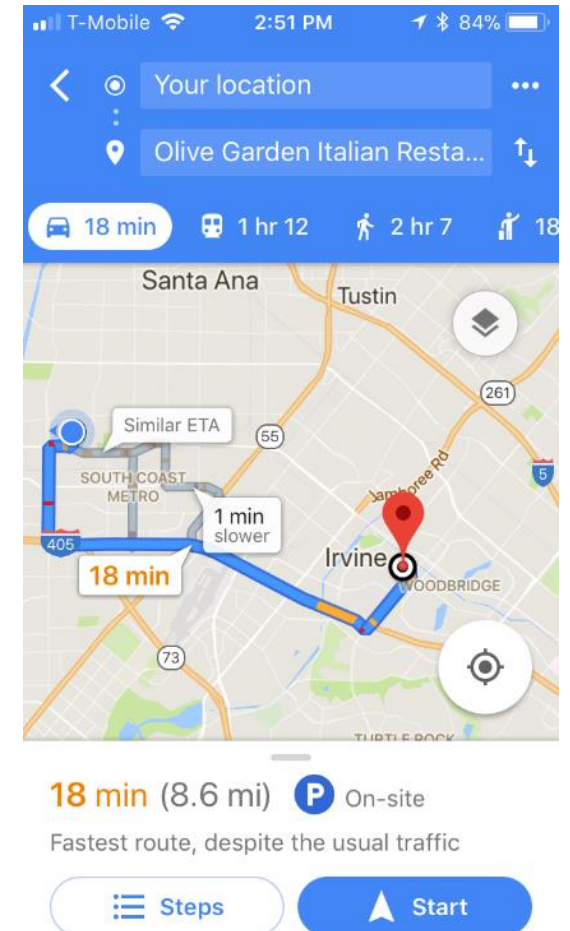 T-Mobile 2:51 PM 84%
Your location
Olive Garden Italian Resta...
18 min 1 hr 12 2 hr 7 18
Santa Ana
Tustin
261
Similar ETA
55
Jamboree Rd
5
SOUTH COAST
METRO
1 min
slower
405
Irvine
18 min
WOODBRIDGE
73
TURTLE ROCK
18 min (8.6 mi) P On-site
Fastest route, despite the usual traffic
Steps Start